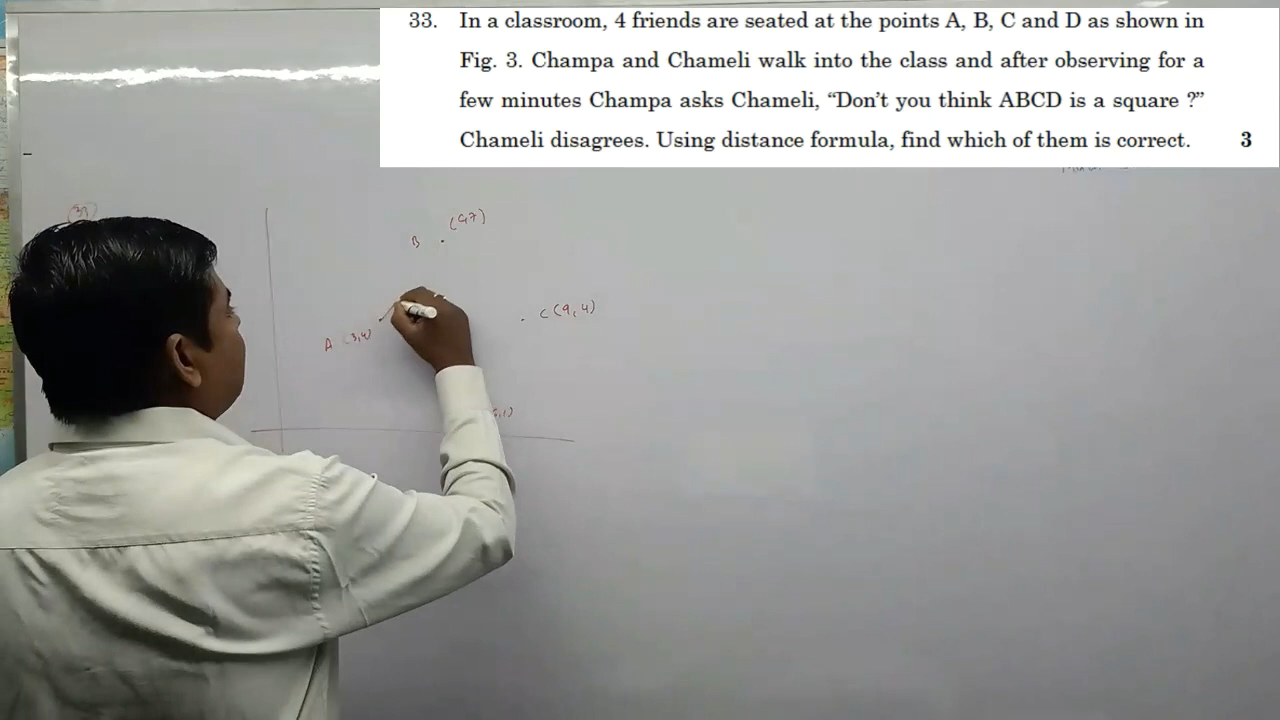 33. In a classroom, 4 friends are seated at the points A, B, C and D as shown in
Fig. 3. Champa and Chameli walk into the class and after observing for a
few minutes Champa asks Chameli, “Don’t you think ABCD is a square ?”
Chameli disagrees. Using distance formula, find which of them is correct. 3
B
C (9, 4)
A (3,4)